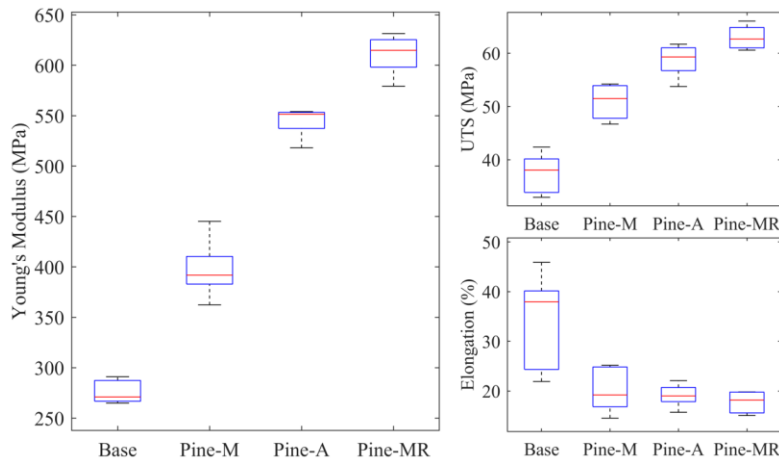 Young's Modulus (MPa)
650
600
550
500
450
400
350
300
250
Base Pine-M Pine-A Pine-MR
UTS (MPa)
60
50
40
Base Pine-M Pine-A Pine-MR
Elongation (%)
50
40
30
20
Base Pine-M Pine-A Pine-MR